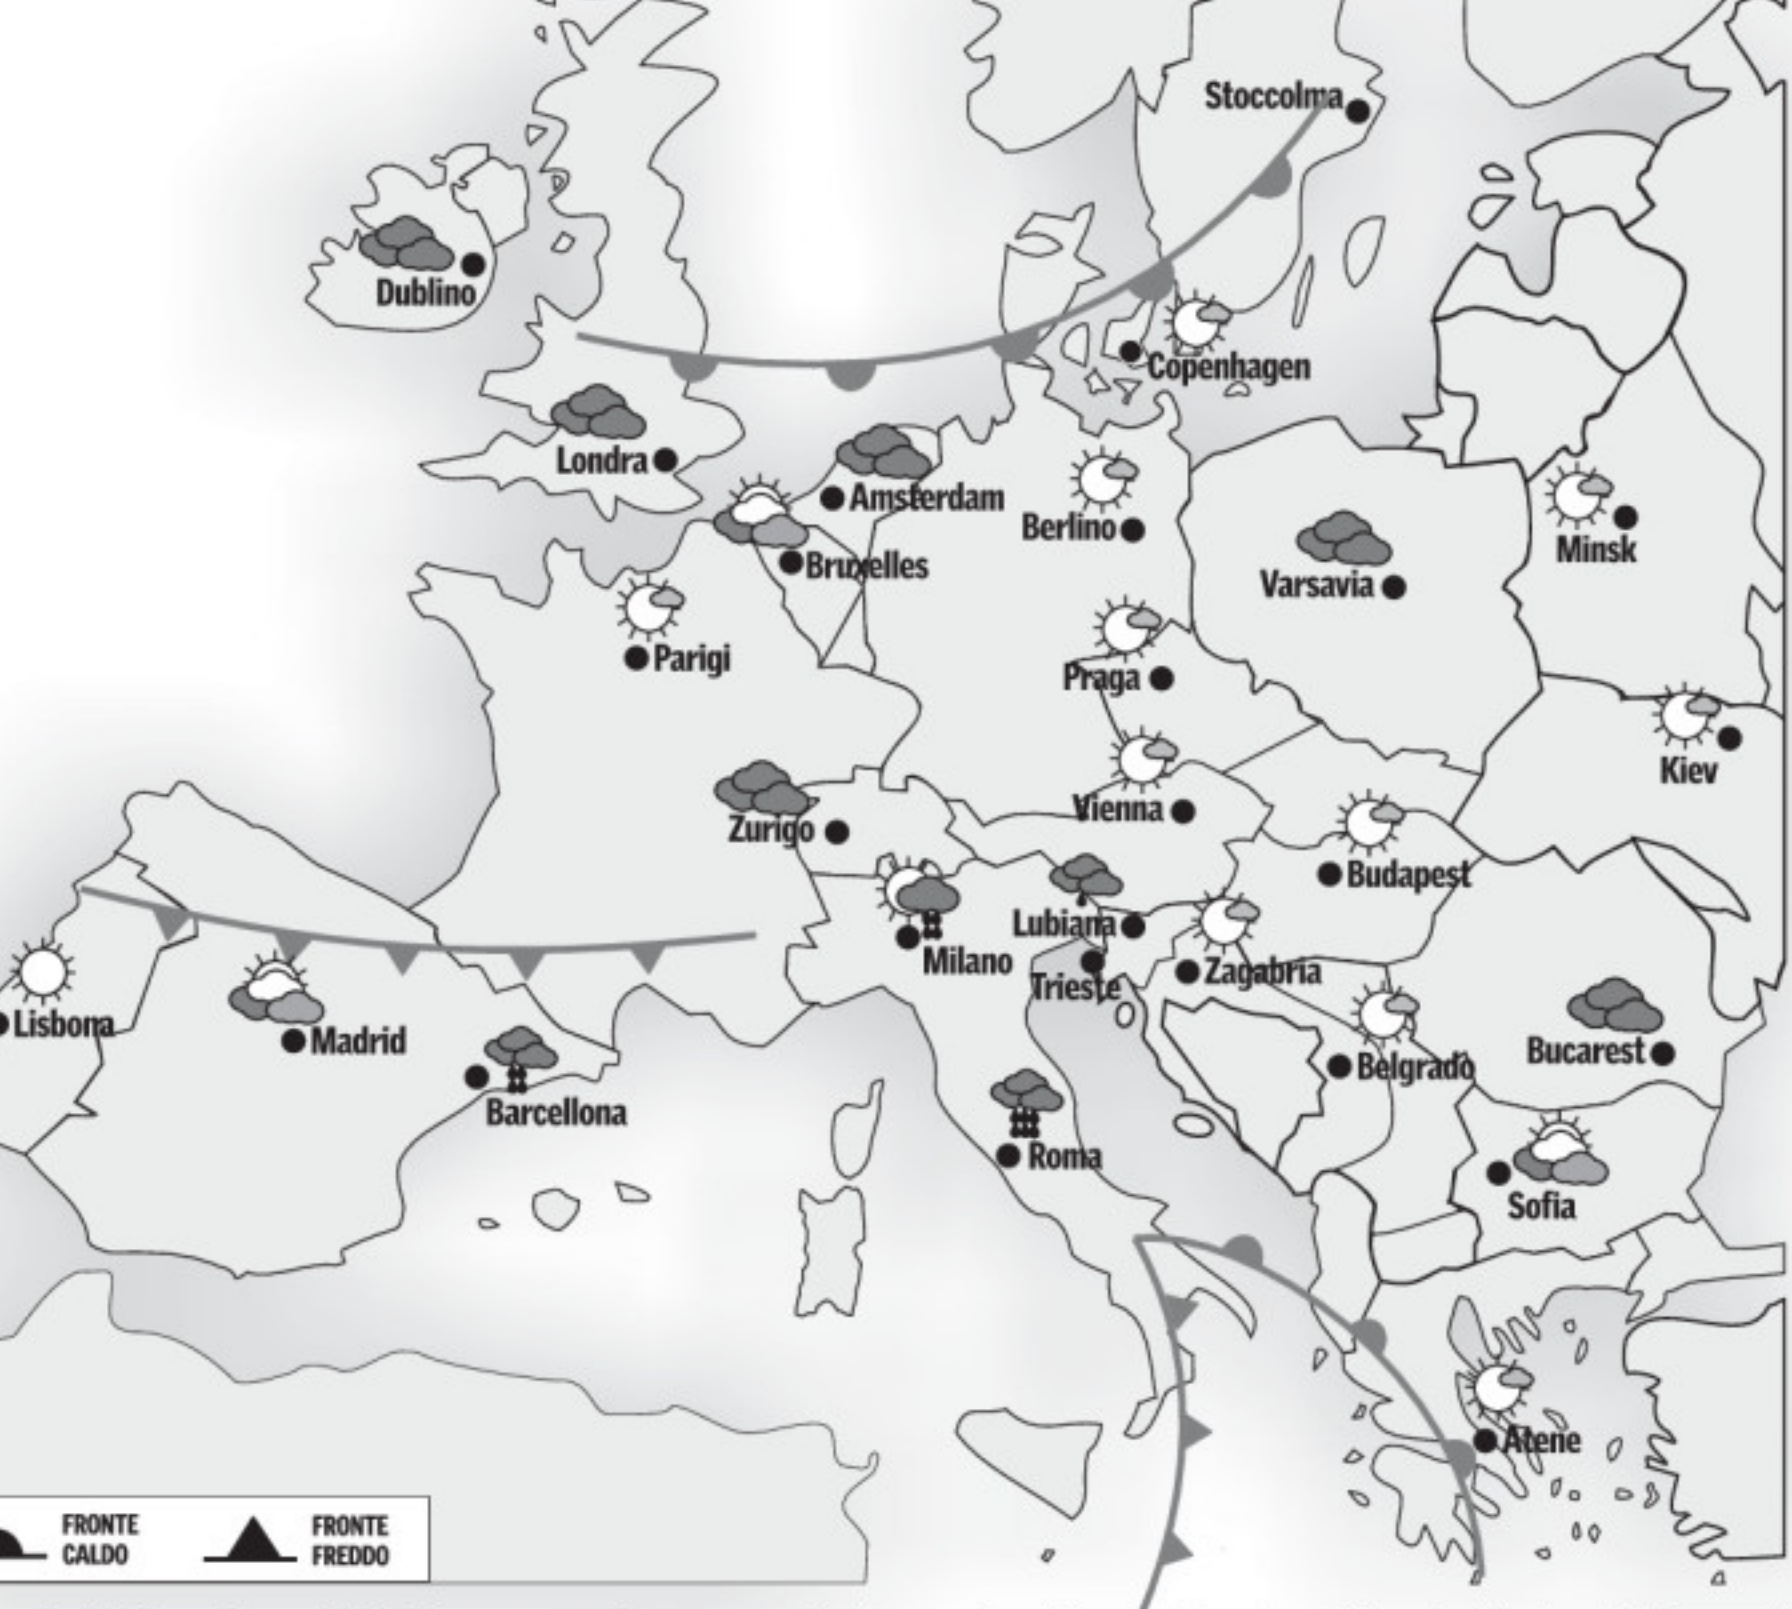 Stoccolma
Dublino
Copenhagen
Londra
Amsterdam
Berlino
Minsk
Bruxelles
Varsavia
Parigi
Praga
Kiev
Vienna
Zurigo
Budapest
Lubiana
Milano
Zagabria
Trieste
Lisbona
Madrid
Bucarest
Belgrado
Barcellona
Roma
Sofia
Atene
FRONTE
CALDO
FRONTE
FREDDO